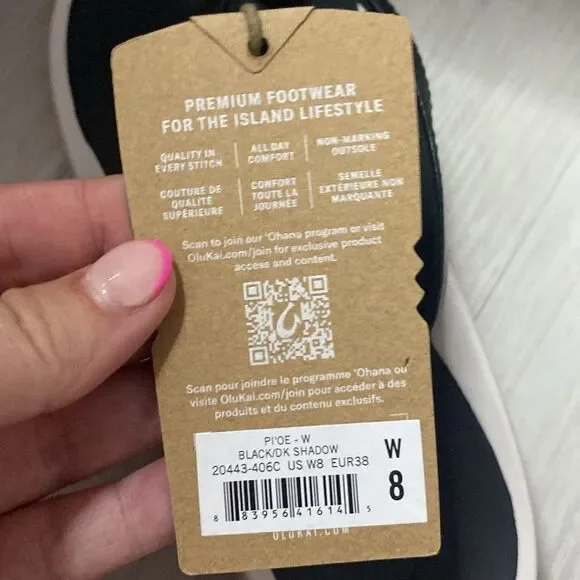 PREMIUM FOOTWEAR
FOR THE ISLAND LIFESTYLE
QUALITY IN EVERY STITCH
ALL DAY COMFORT
NON-MARKING OUTSOLE
COUTURE DE QUALITÉ SUPÉRIEURE
CONFORT TOUTE LA JOURNÉE
SEMELLE EXTÉRIEURE NON MARQUANTE
Scan to join our 'Ohana program or visit
OluKai.com/join for exclusive product
access and content.
Scan pour joindre le programme 'Ohana ou
visite OluKai.com/join pour accéder à des
produits et du contenu exclusifs.
PI'OE - W
BLACK/DK SHADOW
20443-406C US W8 EUR38
W
8
8 83956 41614 5
OLUKAI.COM